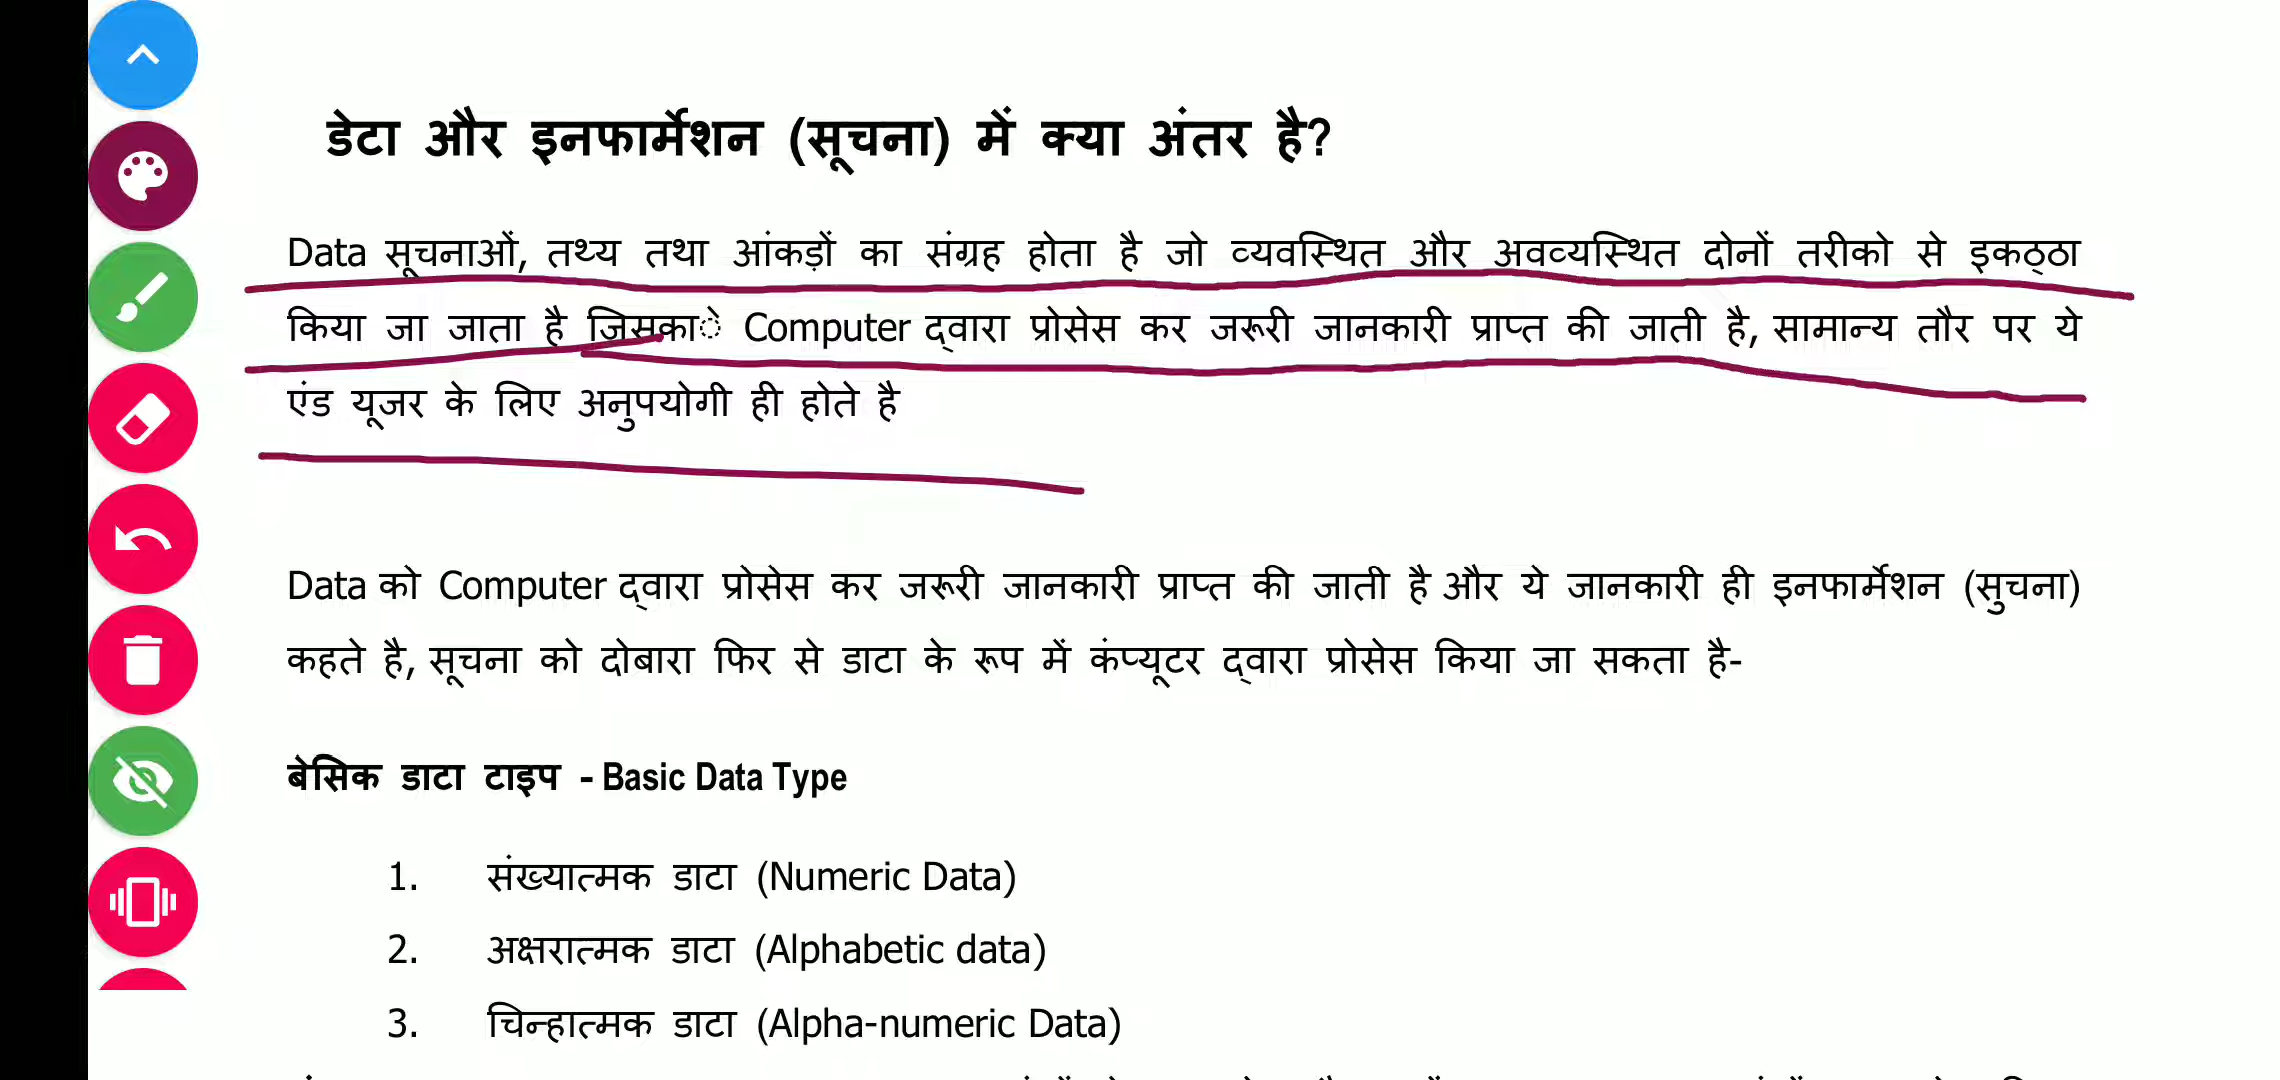 डेटा और इनफार्मेशन (सूचना) में क्या अंतर है?
Data सूचनाओं, तथ्य तथा आंकड़ों का संग्रह होता है जो व्यवस्थित और अवव्यस्थित दोनों तरीको से इकठ्ठा
किया जा जाता है जिसकाे Computer द्वारा प्रोसेस कर जरूरी जानकारी प्राप्त की जाती है, सामान्य तौर पर ये
एंड यूजर के लिए अनुपयोगी ही होते है
Data को Computer द्वारा प्रोसेस कर जरूरी जानकारी प्राप्त की जाती है और ये जानकारी ही इनफार्मेशन (सुचना)
कहते है, सूचना को दोबारा फिर से डाटा के रूप में कंप्यूटर द्वारा प्रोसेस किया जा सकता है-
बेसिक डाटा टाइप - Basic Data Type
1. संख्यात्मक डाटा (Numeric Data)
2. अक्षरात्मक डाटा (Alphabetic data)
3. चिन्हात्मक डाटा (Alpha-numeric Data)